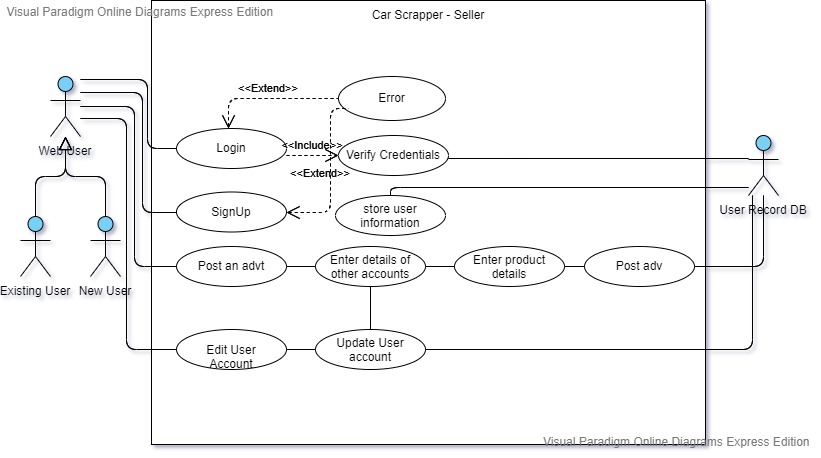 Visual Paradigm Online Diagrams Express Edition
Car Scrapper - Seller
<<Extend>>
Error
Login
<<Include>>
Verify Credentials
Web User
<<Extend>>
SignUp
store user
information
User Record DB
Post an advt
Enter details of
other accounts
Enter product
details
Post adv
Existing User
New User
Edit User
Account
Update User
account
Visual Paradigm Online Diagrams Express Edition